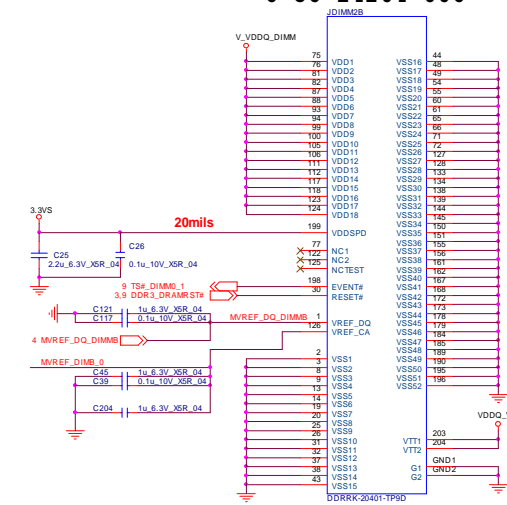 JDIMM2B
V_VDDQ_DIMM
75 VDD1 VSS16 44
76 VDD2 VSS17 48
81 VDD3 VSS18 49
82 VDD4 VSS19 54
87 VDD5 VSS20 55
88 VDD6 VSS21 60
93 VDD7 VSS22 61
94 VDD8 VSS23 65
99 VDD9 VSS24 66
100 VDD10 VSS25 71
105 VDD11 VSS26 72
106 VDD12 VSS27 127
111 VDD13 VSS28 128
112 VDD14 VSS29 133
117 VDD15 VSS30 134
118 VDD16 VSS31 138
123 VDD17 VSS32 139
124 VDD18 VSS33 144
VSS34 145
3.3VS
20mils
199 VDDSPD VSS35 150
VSS36 151
77 NC1 VSS37 155
122 NC2 VSS38 156
125 NCTEST VSS39 161
VSS40 162
C25 2.2u_6.3V_X5R_04
C26 0.1u_10V_X5R_04
9 TS#_DIMM0_1 198 EVENT# VSS41 167
3,9 DDR3_DRAMRST# 30 RESET# VSS42 168
VSS43 172
VSS44 173
C121 1u_6.3V_X5R_04
C117 0.1u_10V_X5R_04
MVREF_DQ_DIMMB 1 VREF_DQ VSS45 178
126 VREF_CA VSS46 179
VSS47 184
4 MVREF_DQ_DIMMB
VSS48 185
VSS49 189
VSS50 190
VSS51 195
VSS52 196
MVREF_DIMB_0
C45 1u_6.3V_X5R_04
C39 0.1u_10V_X5R_04
C204 1u_6.3V_X5R_04
2 VSS1
3 VSS2
8 VSS3
9 VSS4
13 VSS5
14 VSS6
19 VSS7
20 VSS8
25 VSS9
26 VSS10
31 VSS11
32 VSS12
37 VSS13
38 VSS14
43 VSS15
VDDQ_
VTT1 203
VTT2 204
G1 GND1
G2 GND2
DDRRK-20401-TP9D